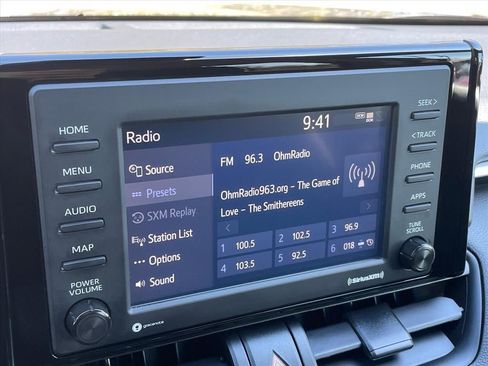 HOME
MENU
AUDIO
MAP
POWER
VOLUME
Radio
9:41
DCM
Source
FM 96.3 OhmRadio
Presets
SXM Replay
OhmRadio963.org – The Game of
Love – The Smithereens
Station List
Options
Sound
1 100.5 2 102.5 3 96.9
4 103.5 5 92.5 6 018
SEEK >
< TRACK
PHONE
APPS
TUNE
SCROLL
gracenote
((SiriusXM))